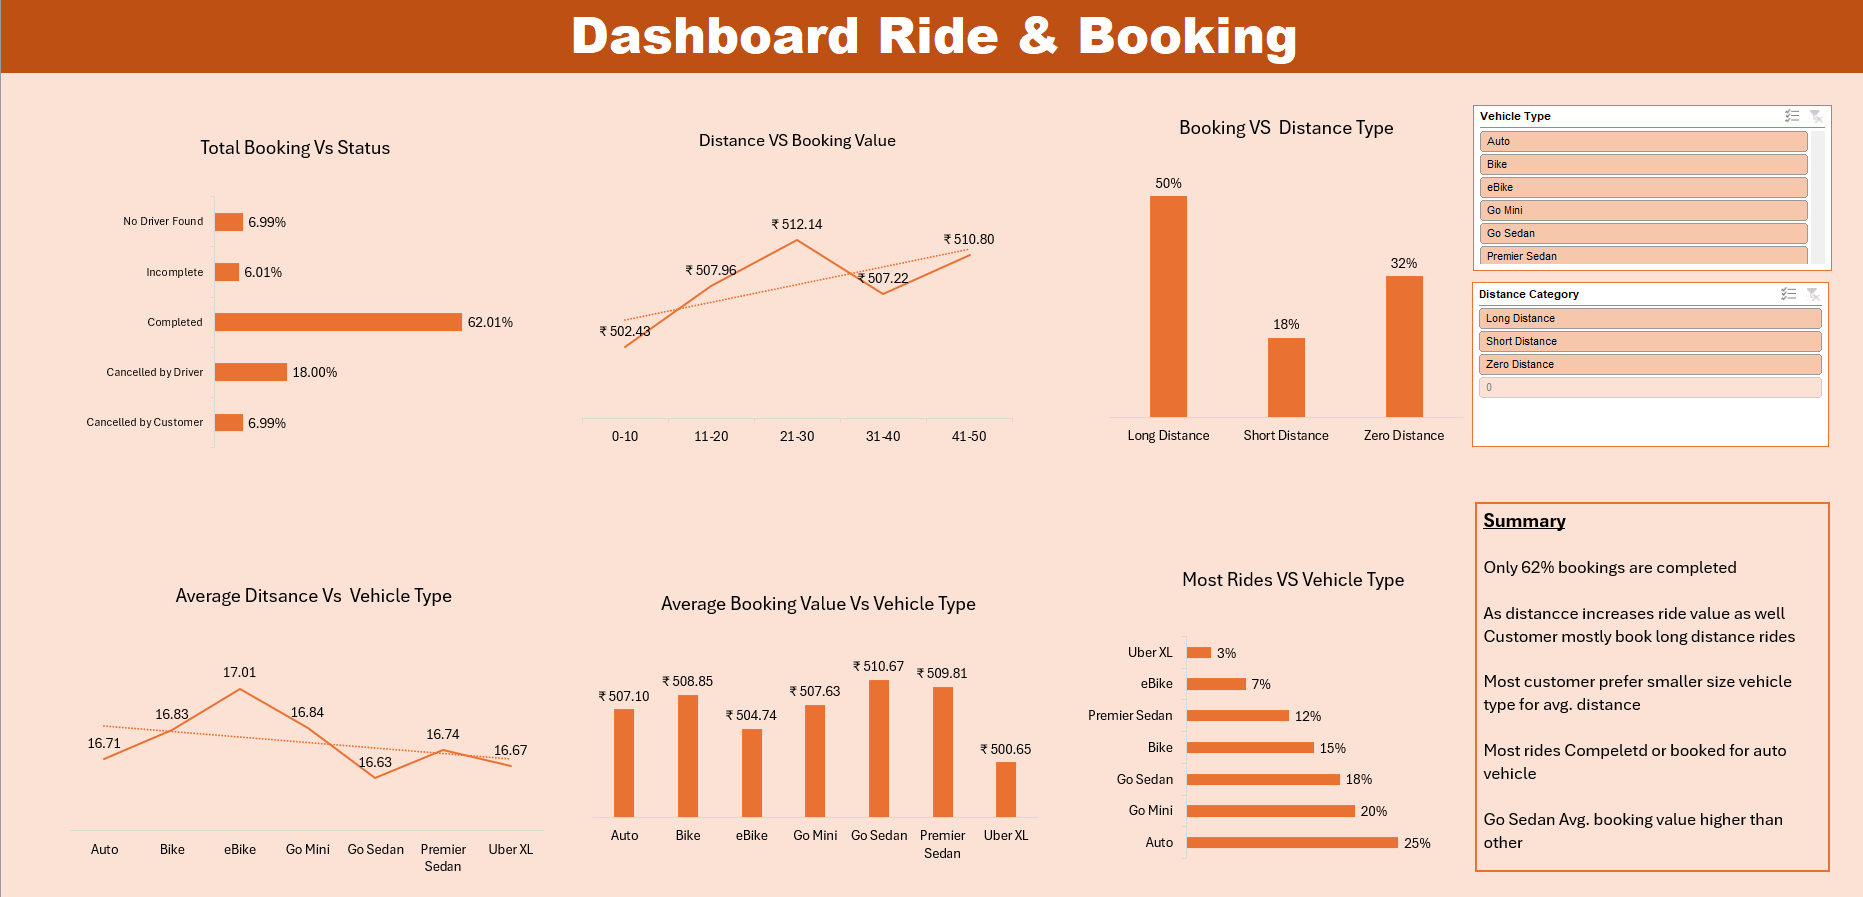 Dashboard Ride & Booking
Total Booking Vs Status
No Driver Found
6.99%
Incomplete
6.01%
Completed
62.01%
Cancelled by Driver
18.00%
Cancelled by Customer
6.99%
Distance VS Booking Value
₹ 502.43
₹ 507.96
₹ 512.14
₹ 507.22
₹ 510.80
0-10
11-20
21-30
31-40
41-50
Booking VS Distance Type
50%
18%
32%
Long Distance
Short Distance
Zero Distance
Vehicle Type
Auto
Bike
eBike
Go Mini
Go Sedan
Premier Sedan
Distance Category
Long Distance
Short Distance
Zero Distance
0
Average Ditsance Vs Vehicle Type
16.71
16.83
17.01
16.84
16.63
16.74
16.67
Auto
Bike
eBike
Go Mini
Go Sedan
Premier
Sedan
Uber XL
Average Booking Value Vs Vehicle Type
₹ 507.10
₹ 508.85
₹ 504.74
₹ 507.63
₹ 510.67
₹ 509.81
₹ 500.65
Auto
Bike
eBike
Go Mini
Go Sedan
Premier
Sedan
Uber XL
Most Rides VS Vehicle Type
Uber XL
3%
eBike
7%
Premier Sedan
12%
Bike
15%
Go Sedan
18%
Go Mini
20%
Auto
25%
Summary
Only 62% bookings are completed
As distancce increases ride value as well
Customer mostly book long distance rides
Most customer prefer smaller size vehicle
type for avg. distance
Most rides Compeletd or booked for auto
vehicle
Go Sedan Avg. booking value higher than
other